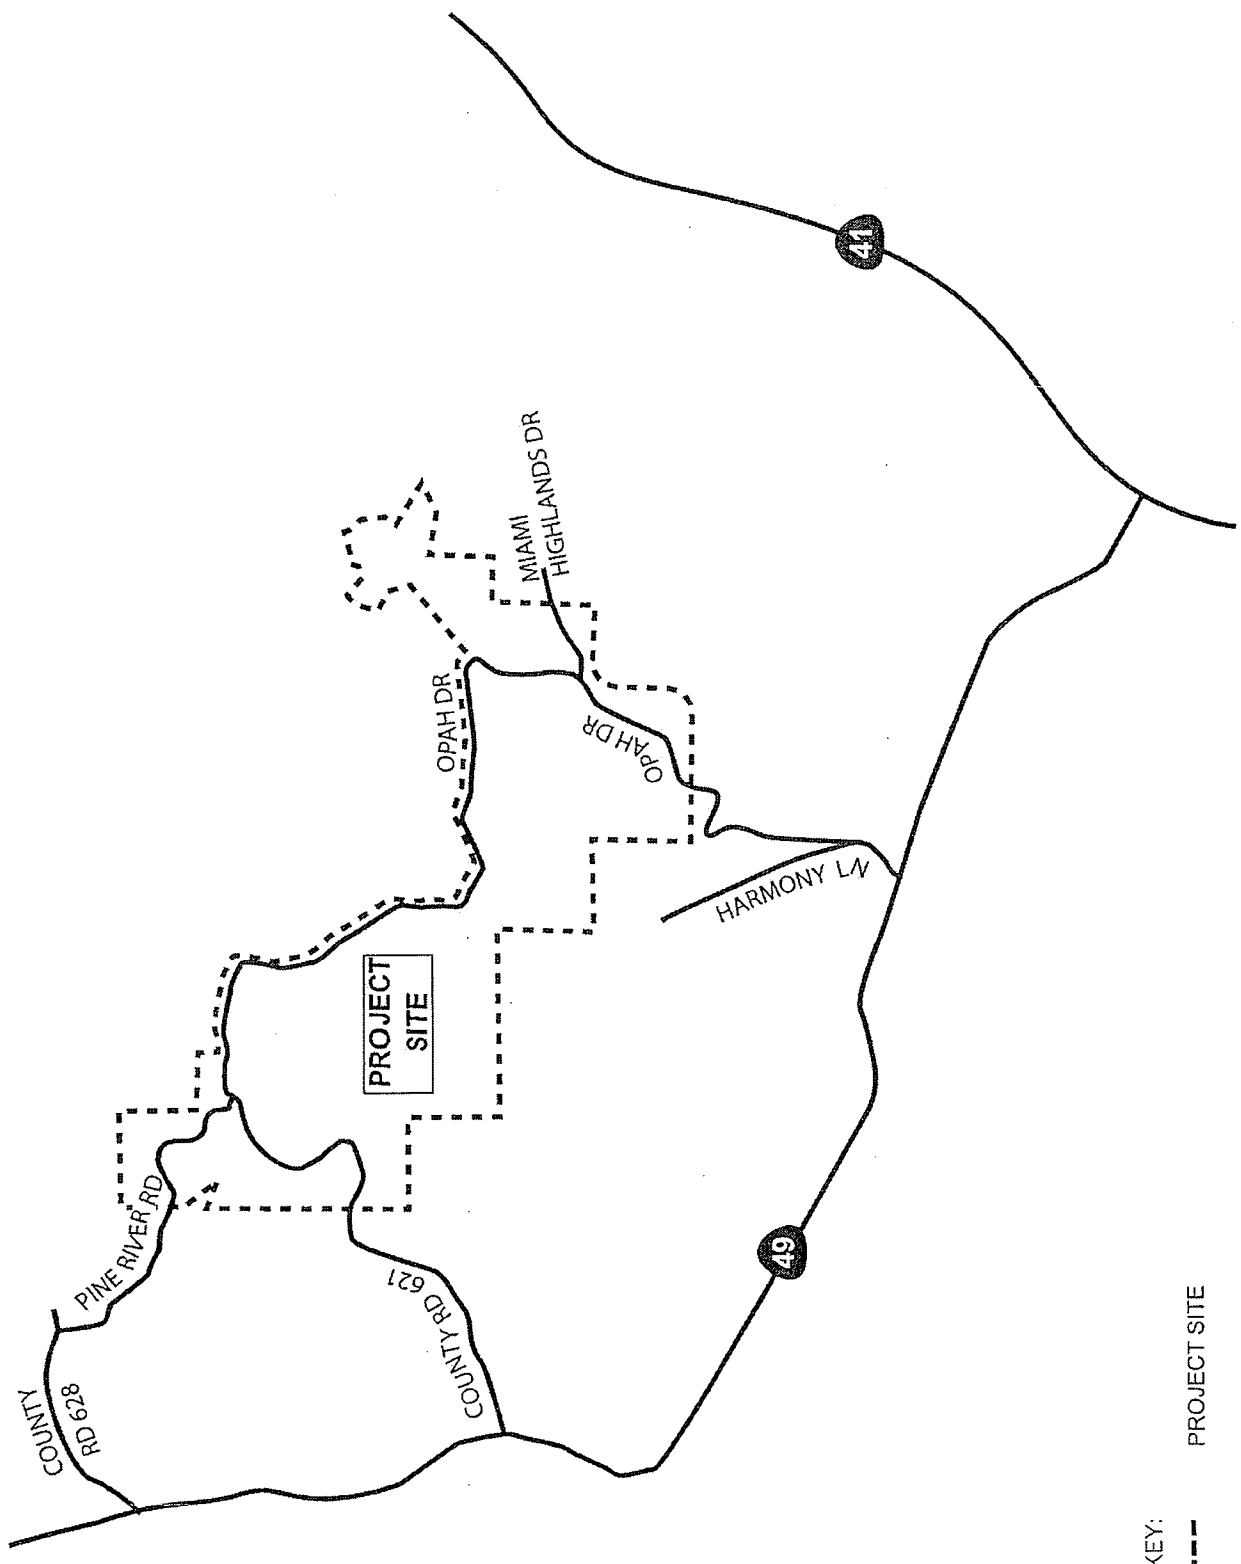 COUNTY
RD 628
PINE RIVER RD
COUNTY RD 621
PROJECT
SITE
OPAH DR
OPAH DR
MIAMI
HIGHLANDS DR
HARMONY LN
49
41
KEY:
PROJECT SITE